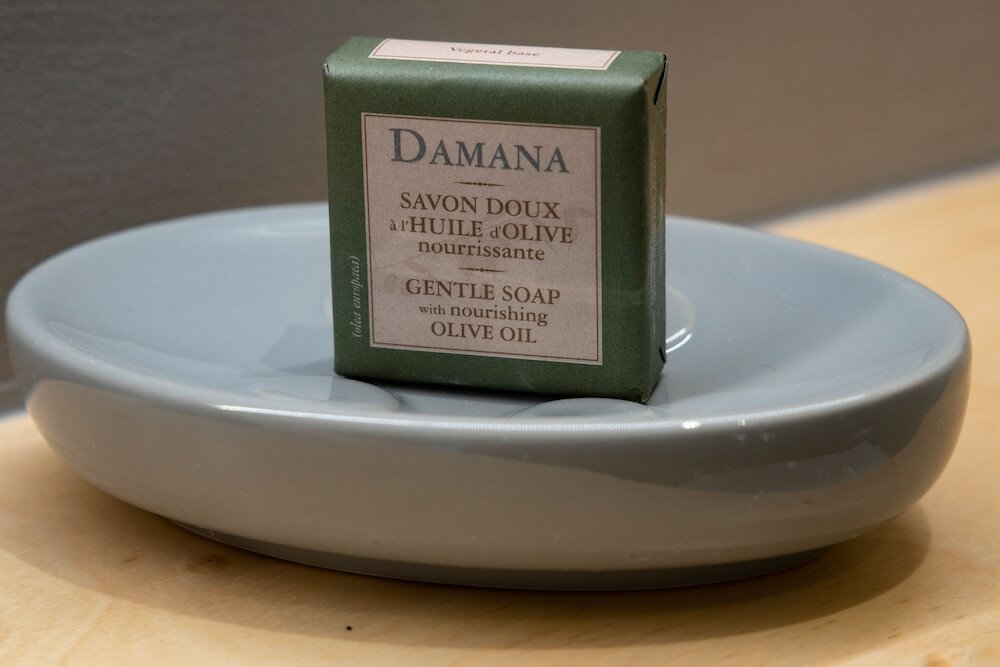 Vegetal base
DAMANA
SAVON DOUX
à l'HUILE d'OLIVE
nourrissante
GENTLE SOAP
with nourishing
OLIVE OIL
(olea europaea)